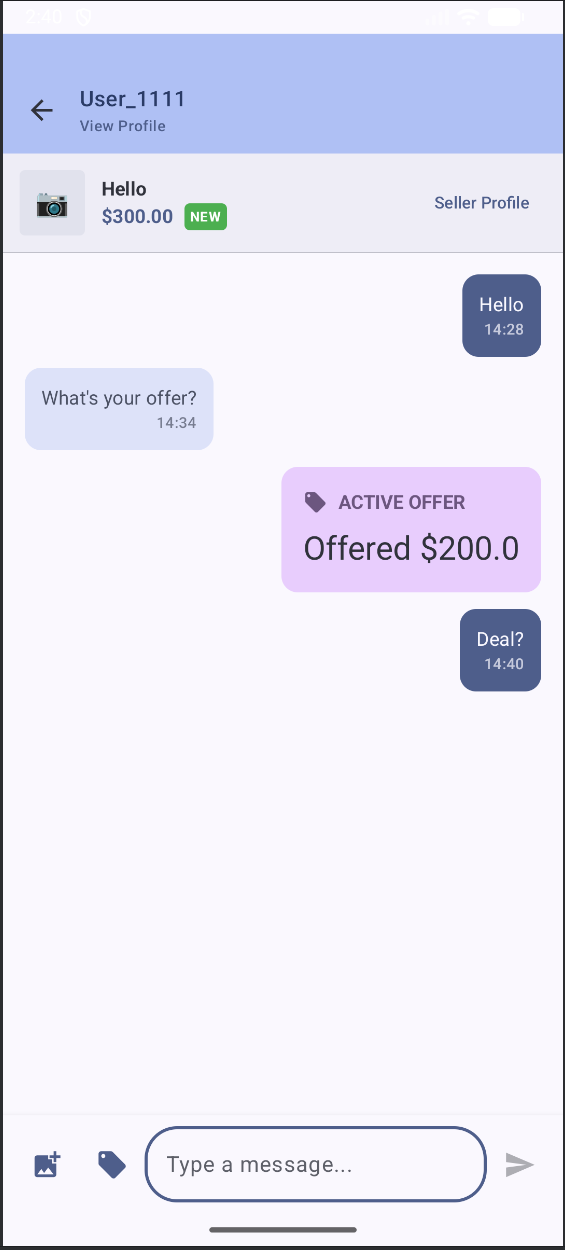 2:40
User_1111
View Profile
Hello
$300.00 NEW
Seller Profile
Hello
14:28
What's your offer?
14:34
ACTIVE OFFER
Offered $200.0
Deal?
14:40
Type a message...